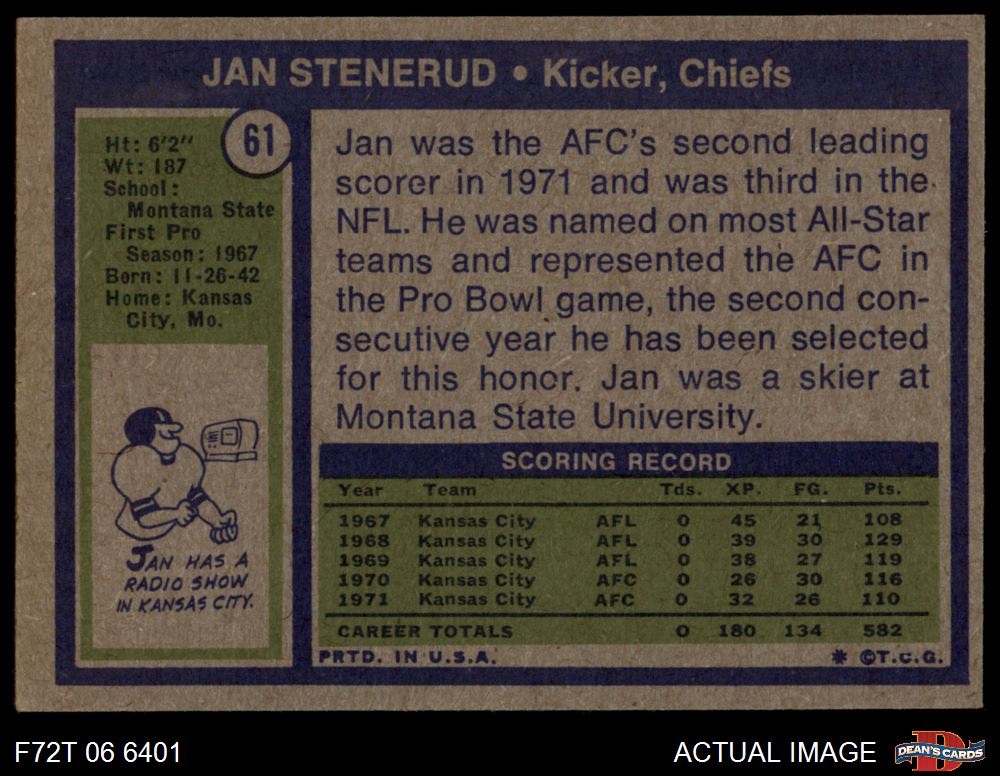 JAN STENERUD • Kicker, Chiefs
61
Ht: 6'2"
Wt: 187
School:
Montana State
First Pro
Season: 1967
Born: 11-26-42
Home: Kansas
City, Mo.
JAN HAS A
RADIO SHOW
IN KANSAS CITY.
Jan was the AFC's second leading
scorer in 1971 and was third in the
NFL. He was named on most All-Star
teams and represented the AFC in
the Pro Bowl game, the second con-
secutive year he has been selected
for this honor. Jan was a skier at
Montana State University.
SCORING RECORD
Year Team Tds. XP. FG. Pts.
1967 Kansas City AFL 0 45 21 108
1968 Kansas City AFL 0 39 30 129
1969 Kansas City AFL 0 38 27 119
1970 Kansas City AFC 0 26 30 116
1971 Kansas City AFC 0 32 26 110
CAREER TOTALS 0 180 134 582
PRTD. IN U.S.A. * ©T.C.G.
F72T 06 6401 ACTUAL IMAGE
D
DEAN'S CARDS